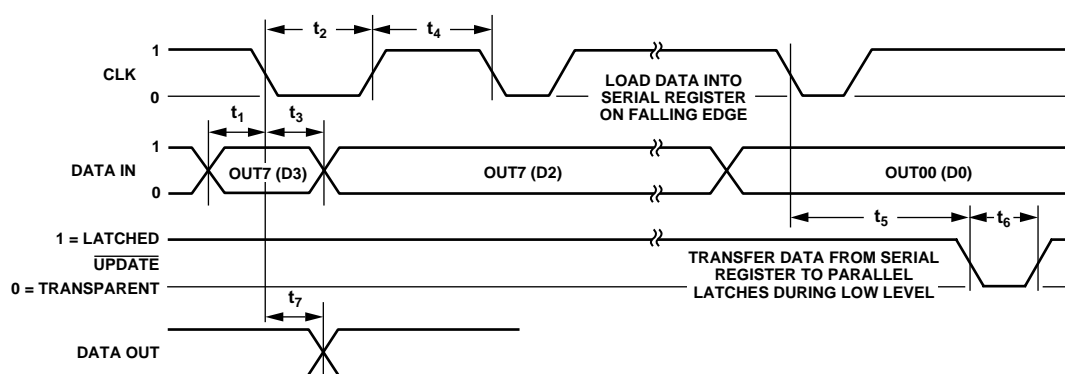 t2
t4
1
CLK
0
LOAD DATA INTO
SERIAL REGISTER
ON FALLING EDGE
t1
t3
1
DATA IN
0
OUT7 (D3)
OUT7 (D2)
OUT00 (D0)
t5
t6
1 = LATCHED
UPDATE
0 = TRANSPARENT
TRANSFER DATA FROM SERIAL
REGISTER TO PARALLEL
LATCHES DURING LOW LEVEL
t7
DATA OUT